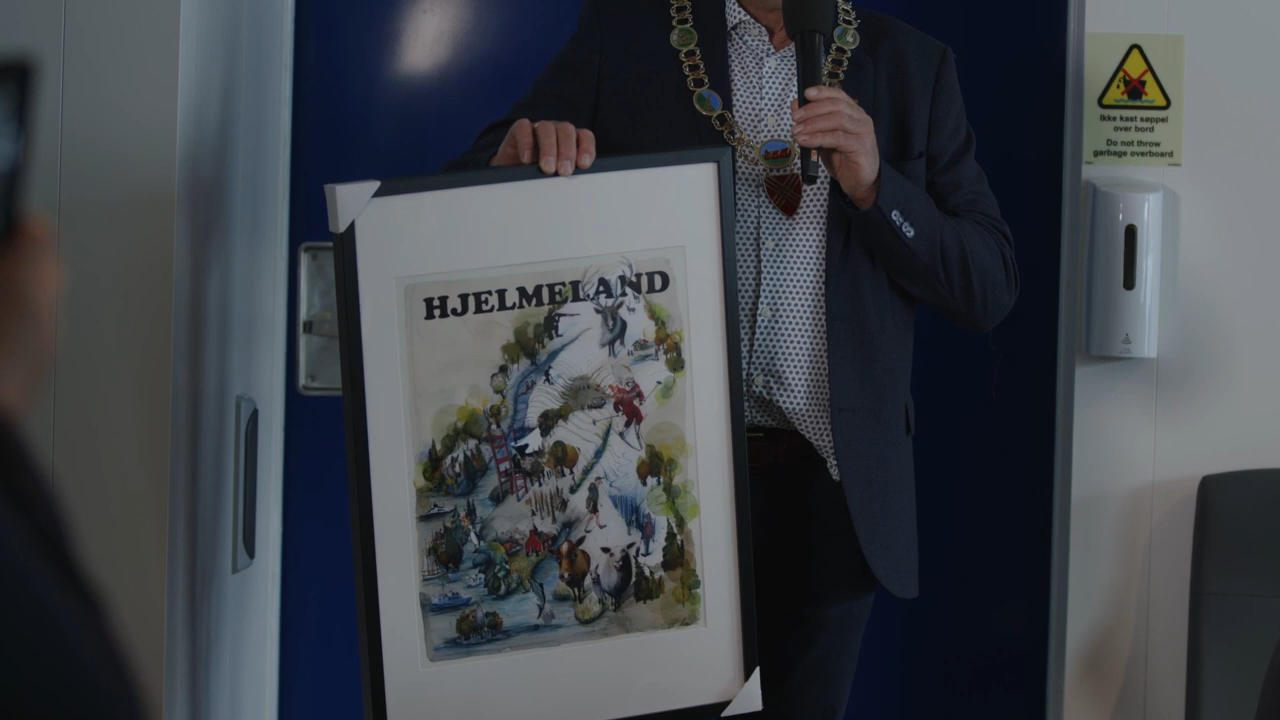 HJELMELAND
Ikke kast søppel
over bord
Do not throw
garbage overboard